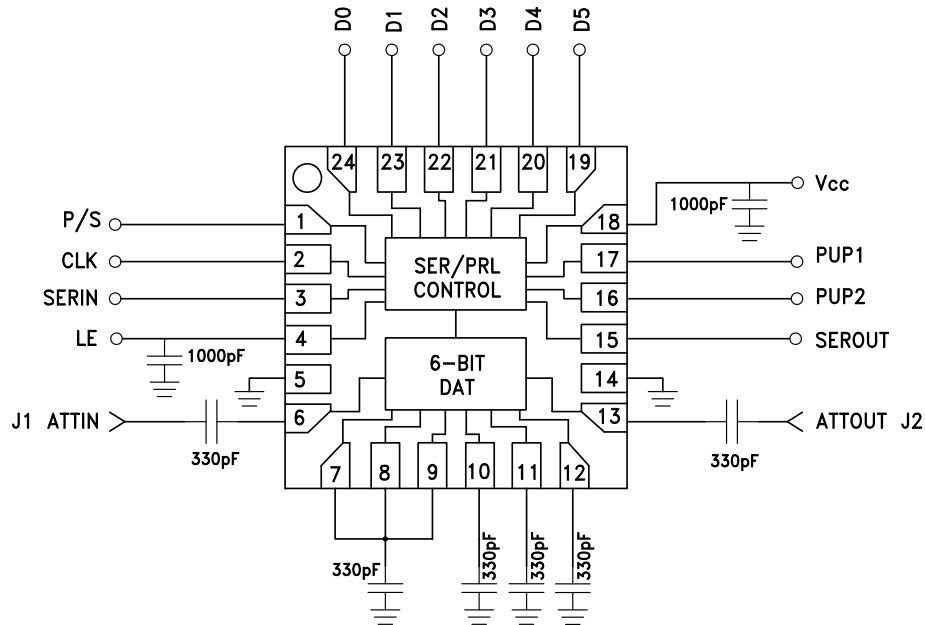 D0 D1 D2 D3 D4 D5
24 23 22 21 20 19
Vcc
1000pF
P/S 1 18
CLK 2 17 PUP1
SER/PRL
CONTROL
SERIN 3 16 PUP2
LE 4 15 SEROUT
1000pF
6-BIT
DAT
5 14
J1 ATTIN 6 13 ATTOUT J2
330pF 330pF
7 8 9 10 11 12
330pF 330pF 330pF 330pF